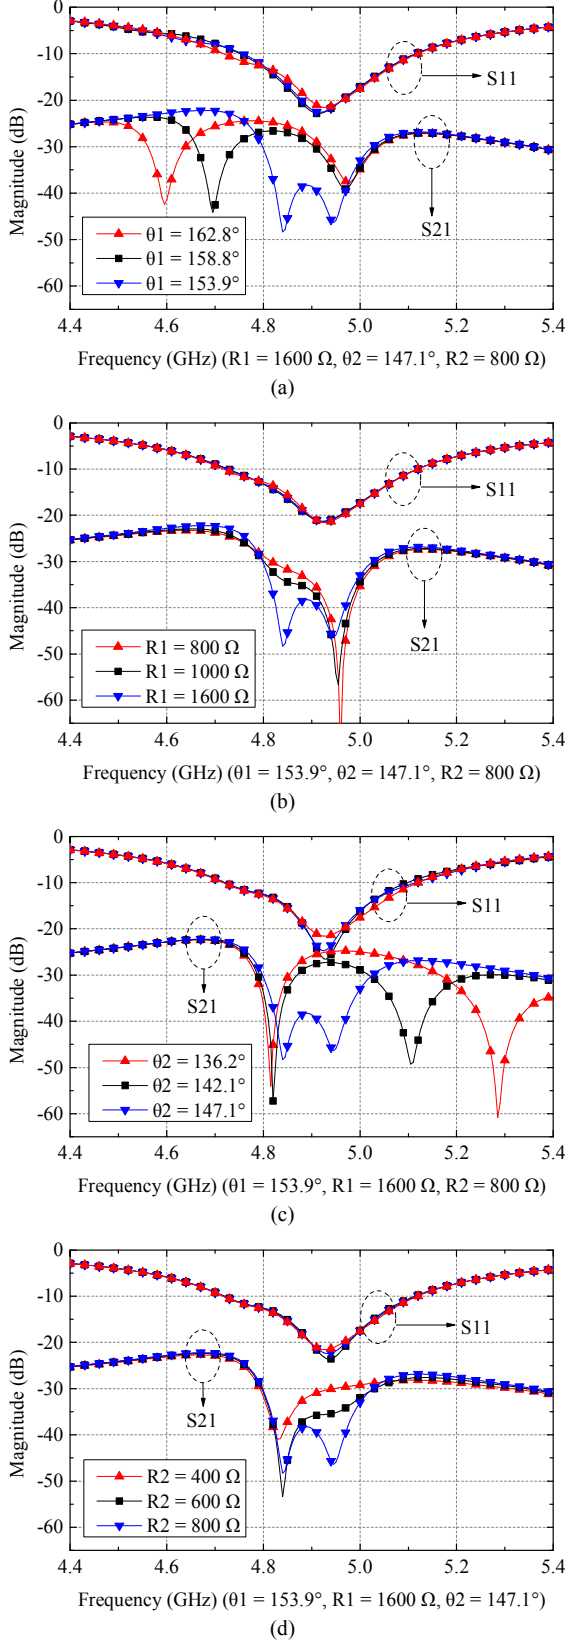 0
-10
-20
-30
-40
-50
-60
Magnitude (dB)
S11
S21
θ1 = 162.8°
θ1 = 158.8°
θ1 = 153.9°
4.4 4.6 4.8 5.0 5.2 5.4
Frequency (GHz) (R1 = 1600 Ω, θ2 = 147.1°, R2 = 800 Ω)
(a)
0
-10
-20
-30
-40
-50
-60
Magnitude (dB)
S11
S21
R1 = 800 Ω
R1 = 1000 Ω
R1 = 1600 Ω
4.4 4.6 4.8 5.0 5.2 5.4
Frequency (GHz) (θ1 = 153.9°, θ2 = 147.1°, R2 = 800 Ω)
(b)
0
-10
-20
-30
-40
-50
-60
Magnitude (dB)
S11
S21
θ2 = 136.2°
θ2 = 142.1°
θ2 = 147.1°
4.4 4.6 4.8 5.0 5.2 5.4
Frequency (GHz) (θ1 = 153.9°, R1 = 1600 Ω, R2 = 800 Ω)
(c)
0
-10
-20
-30
-40
-50
-60
Magnitude (dB)
S11
S21
R2 = 400 Ω
R2 = 600 Ω
R2 = 800 Ω
4.4 4.6 4.8 5.0 5.2 5.4
Frequency (GHz) (θ1 = 153.9°, R1 = 1600 Ω, θ2 = 147.1°)
(d)